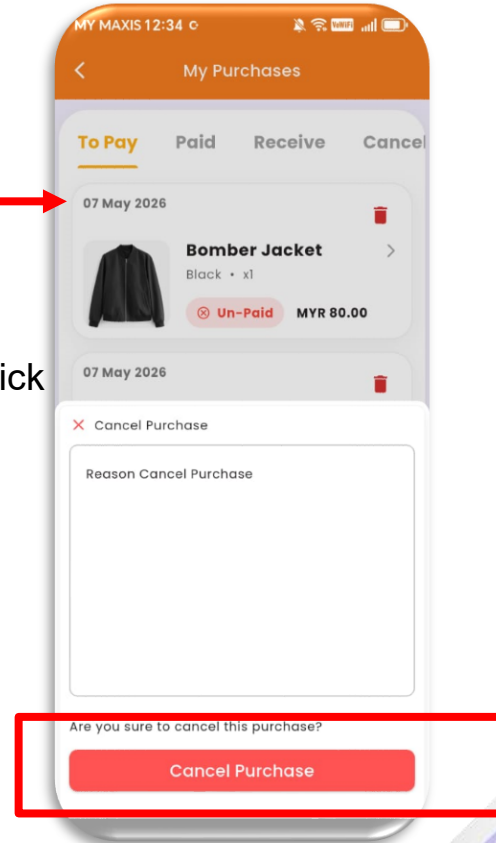 MY MAXIS 12:34
VoWiFi
My Purchases
To Pay Paid Receive Cancel
07 May 2026
Bomber Jacket
Black • x1
Un-Paid MYR 80.00
ick
07 May 2026
Cancel Purchase
Reason Cancel Purchase
Are you sure to cancel this purchase?
Cancel Purchase